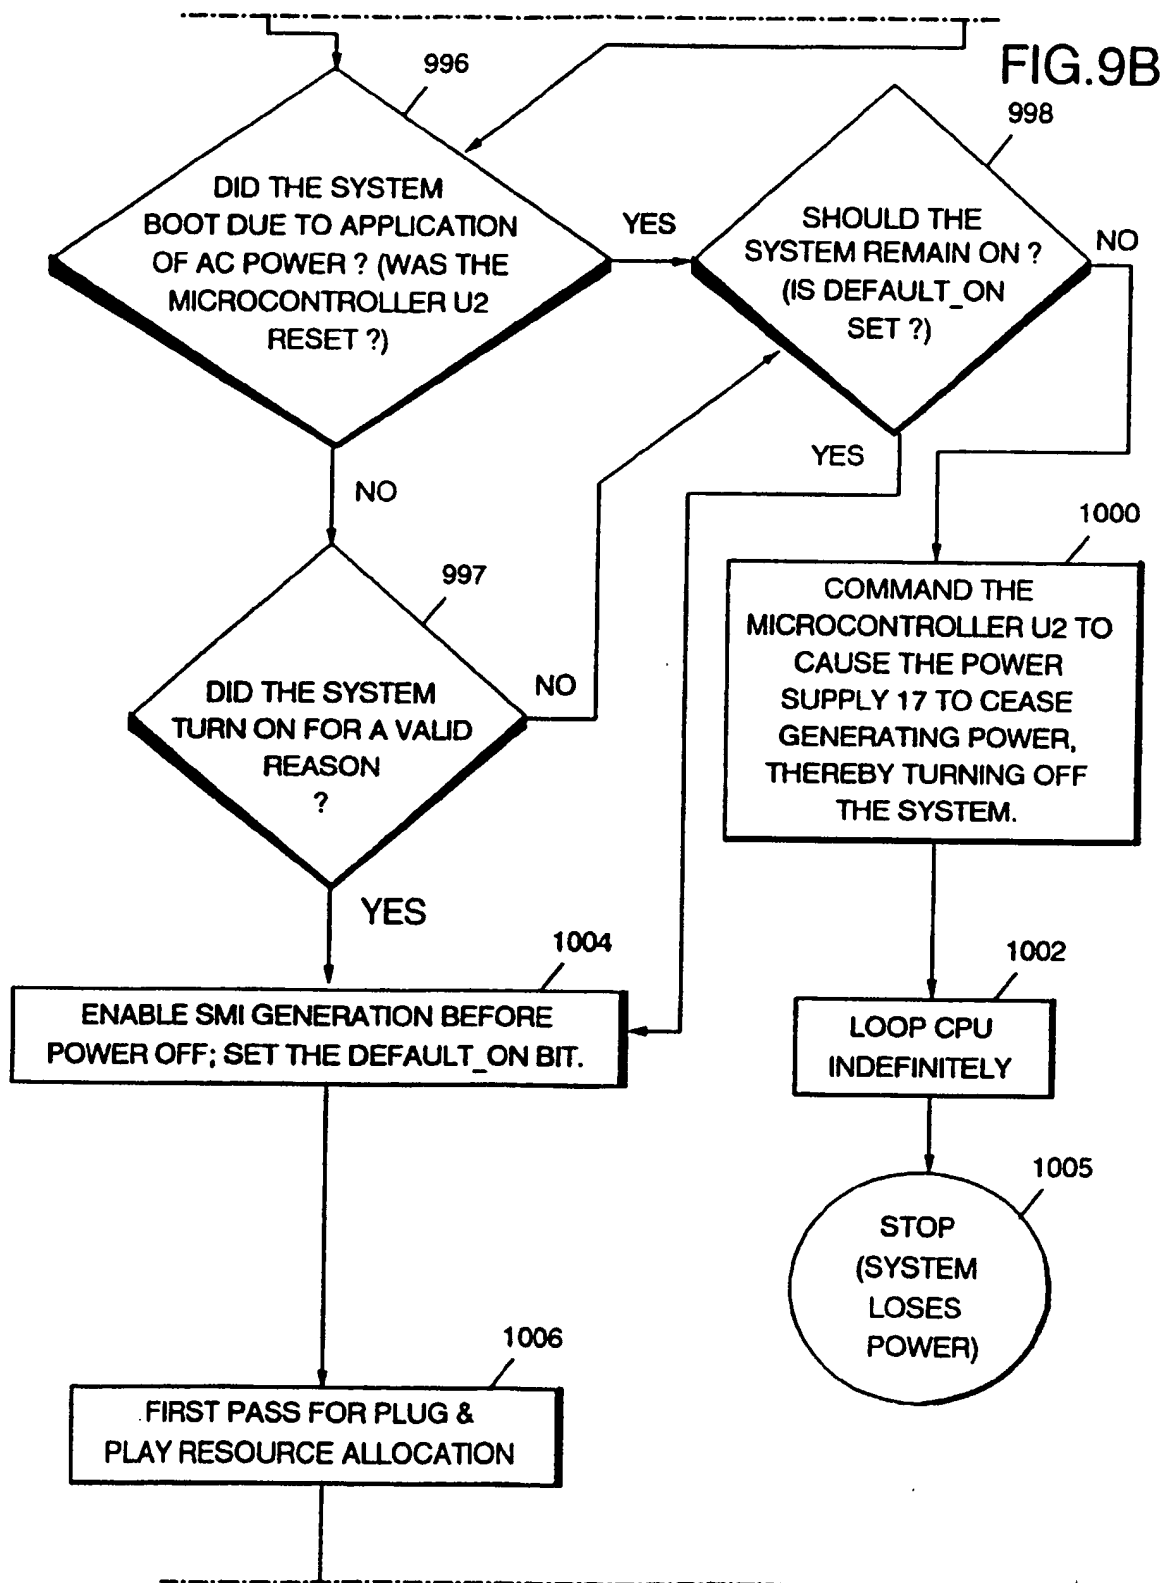 FIG.9B
996
DID THE SYSTEM
BOOT DUE TO APPLICATION
OF AC POWER ? (WAS THE
MICROCONTROLLER U2
RESET ?)
YES
998
SHOULD THE
SYSTEM REMAIN ON ?
(IS DEFAULT_ON
SET ?)
NO
YES
NO
997
DID THE SYSTEM
TURN ON FOR A VALID
REASON
?
NO
YES
1000
COMMAND THE
MICROCONTROLLER U2 TO
CAUSE THE POWER
SUPPLY 17 TO CEASE
GENERATING POWER,
THEREBY TURNING OFF
THE SYSTEM.
1004
ENABLE SMI GENERATION BEFORE
POWER OFF; SET THE DEFAULT_ON BIT.
1002
LOOP CPU
INDEFINITELY
1005
STOP
(SYSTEM
LOSES
POWER)
1006
FIRST PASS FOR PLUG &
PLAY RESOURCE ALLOCATION